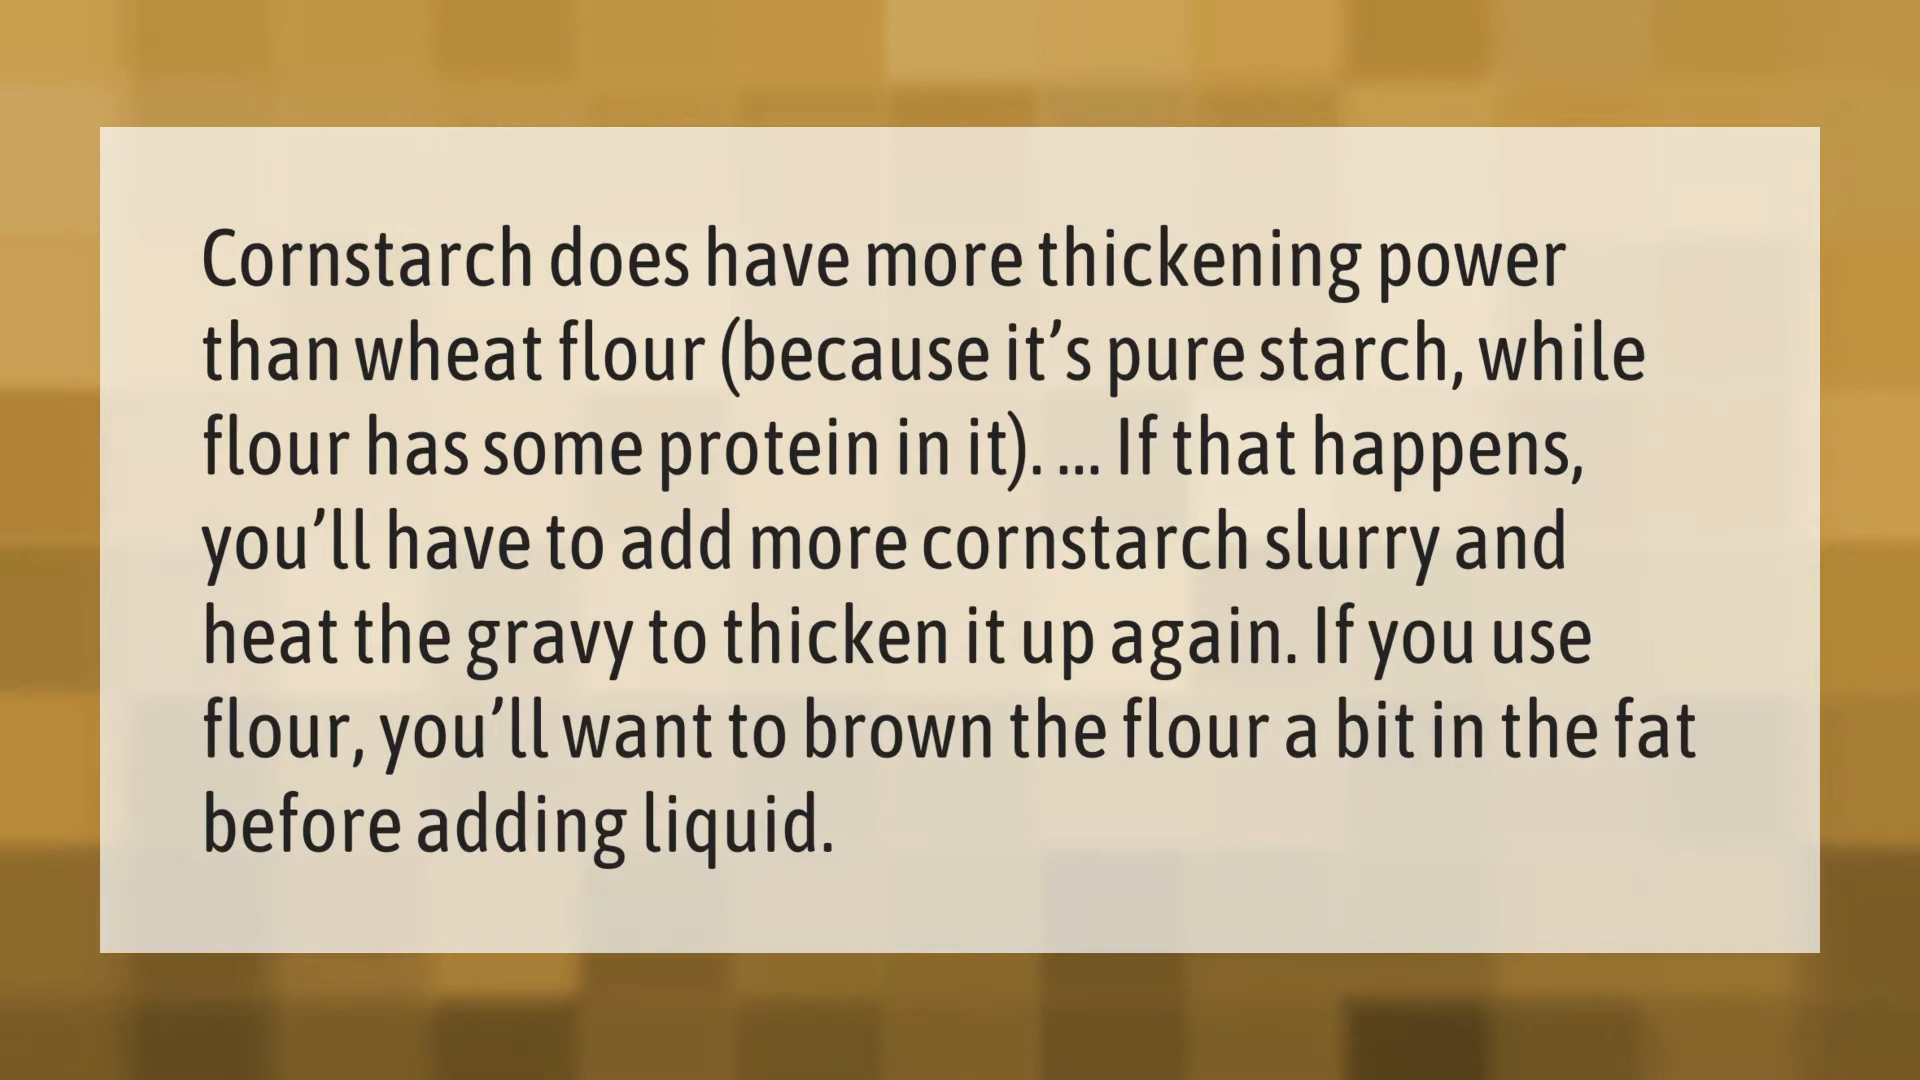 Cornstarch does have more thickening power
than wheat flour (because it’s pure starch, while
flour has some protein in it). ... If that happens,
you’ll have to add more cornstarch slurry and
heat the gravy to thicken it up again. If you use
flour, you’ll want to brown the flour a bit in the fat
before adding liquid.